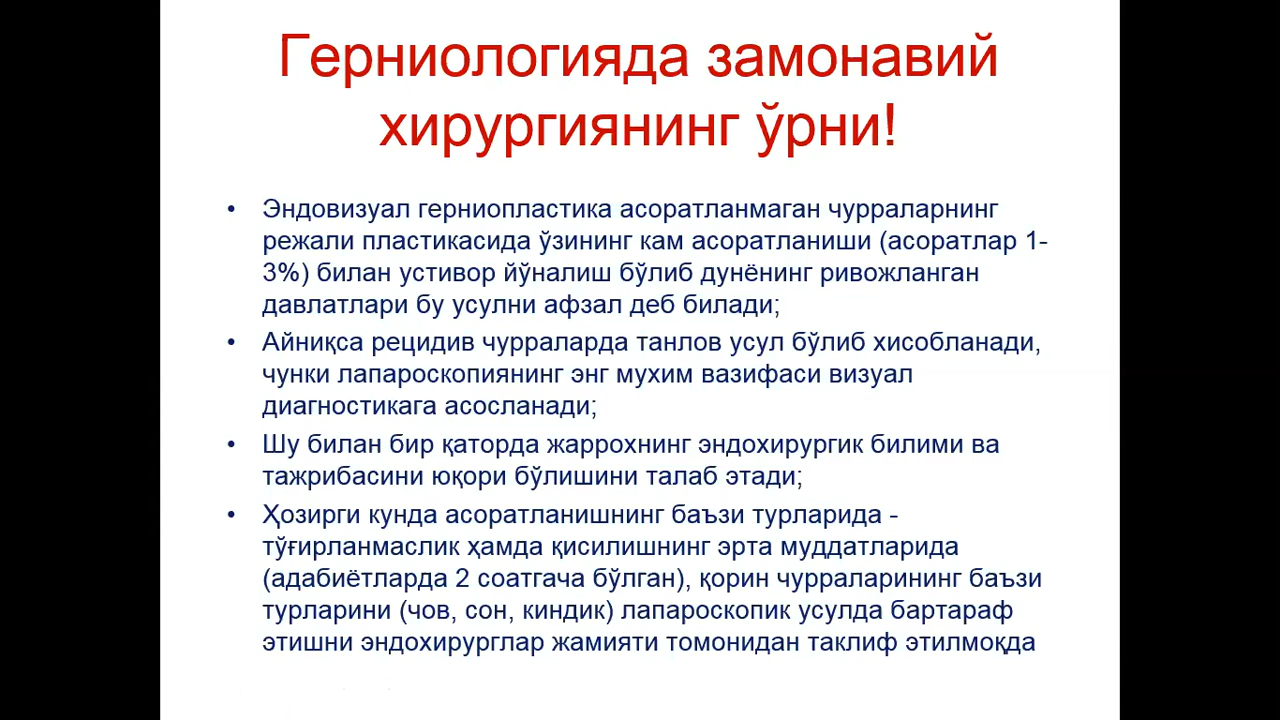 Герниологияда замонавий
хирургиянинг ўрни!
• Эндовизуал герниопластика асоратланмаган чурраларнинг
режали пластикасида ўзининг кам асоратланиши (асоратлар 1-
3%) билан устивор йўналиш бўлиб дунёнинг ривожланган
давлатлари бу усулни афзал деб билади;
• Айниқса рецидив чурраларда танлов усул бўлиб хисобланади,
чунки лапароскопиянинг энг мухим вазифаси визуал
диагностикага асосланади;
• Шу билан бир қаторда жаррохнинг эндохирургик билими ва
тажрибасини юқори бўлишини талаб этади;
• Ҳозирги кунда асоратланишнинг баъзи турларида -
тўғирланмаслик ҳамда қисилишнинг эрта муддатларида
(адабиётларда 2 соатгача бўлган), қорин чурраларининг баъзи
турларини (чов, сон, киндик) лапароскопик усулда бартараф
этишни эндохирурглар жамияти томонидан таклиф этилмоқда